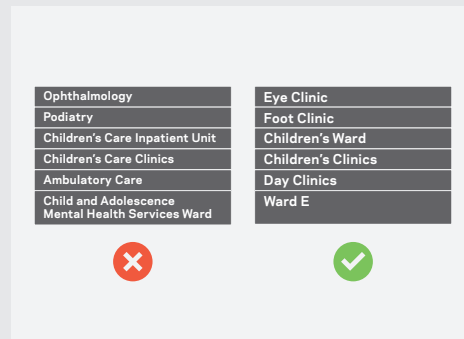 Ophthalmology
Podiatry
Children's Care Inpatient Unit
Children's Care Clinics
Ambulatory Care
Child and Adolescence
Mental Health Services Ward
Eye Clinic
Foot Clinic
Children's Ward
Children's Clinics
Day Clinics
Ward E